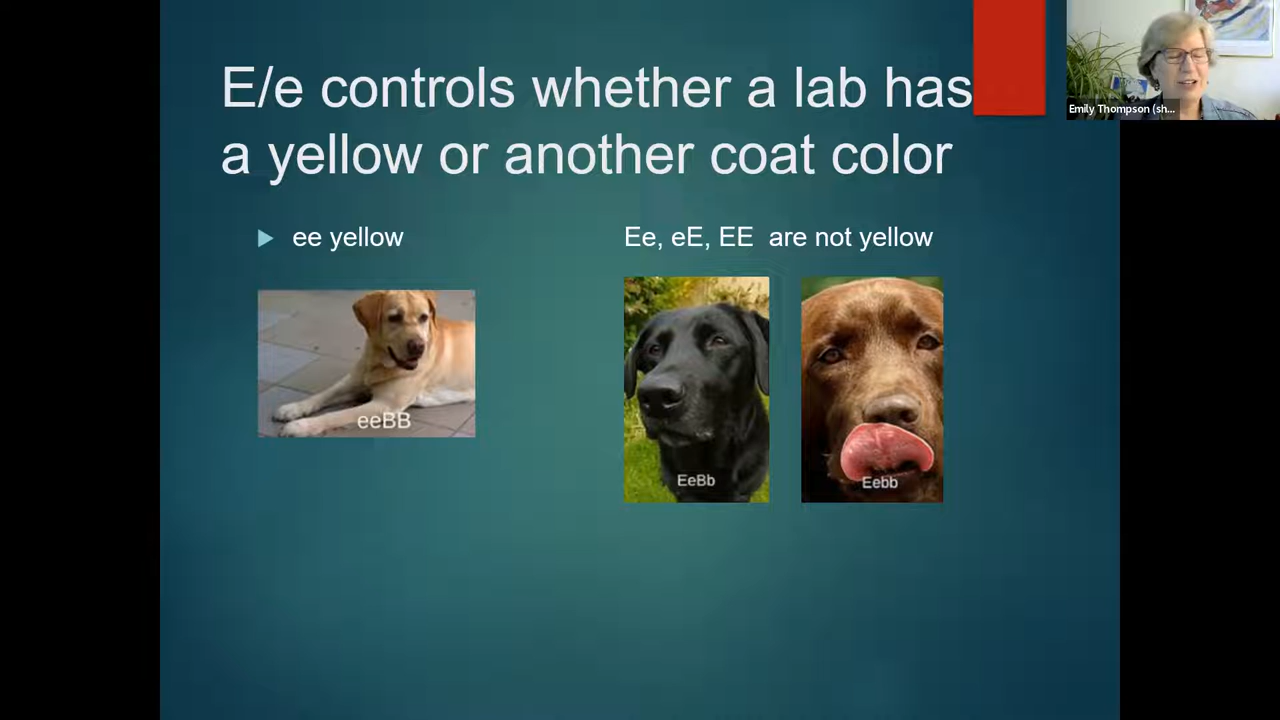 E/e controls whether a lab has
a yellow or another coat color
ee yellow
Ee, eE, EE are not yellow
eeBB
EeBb
Eebb
Emily Thompson (sh...